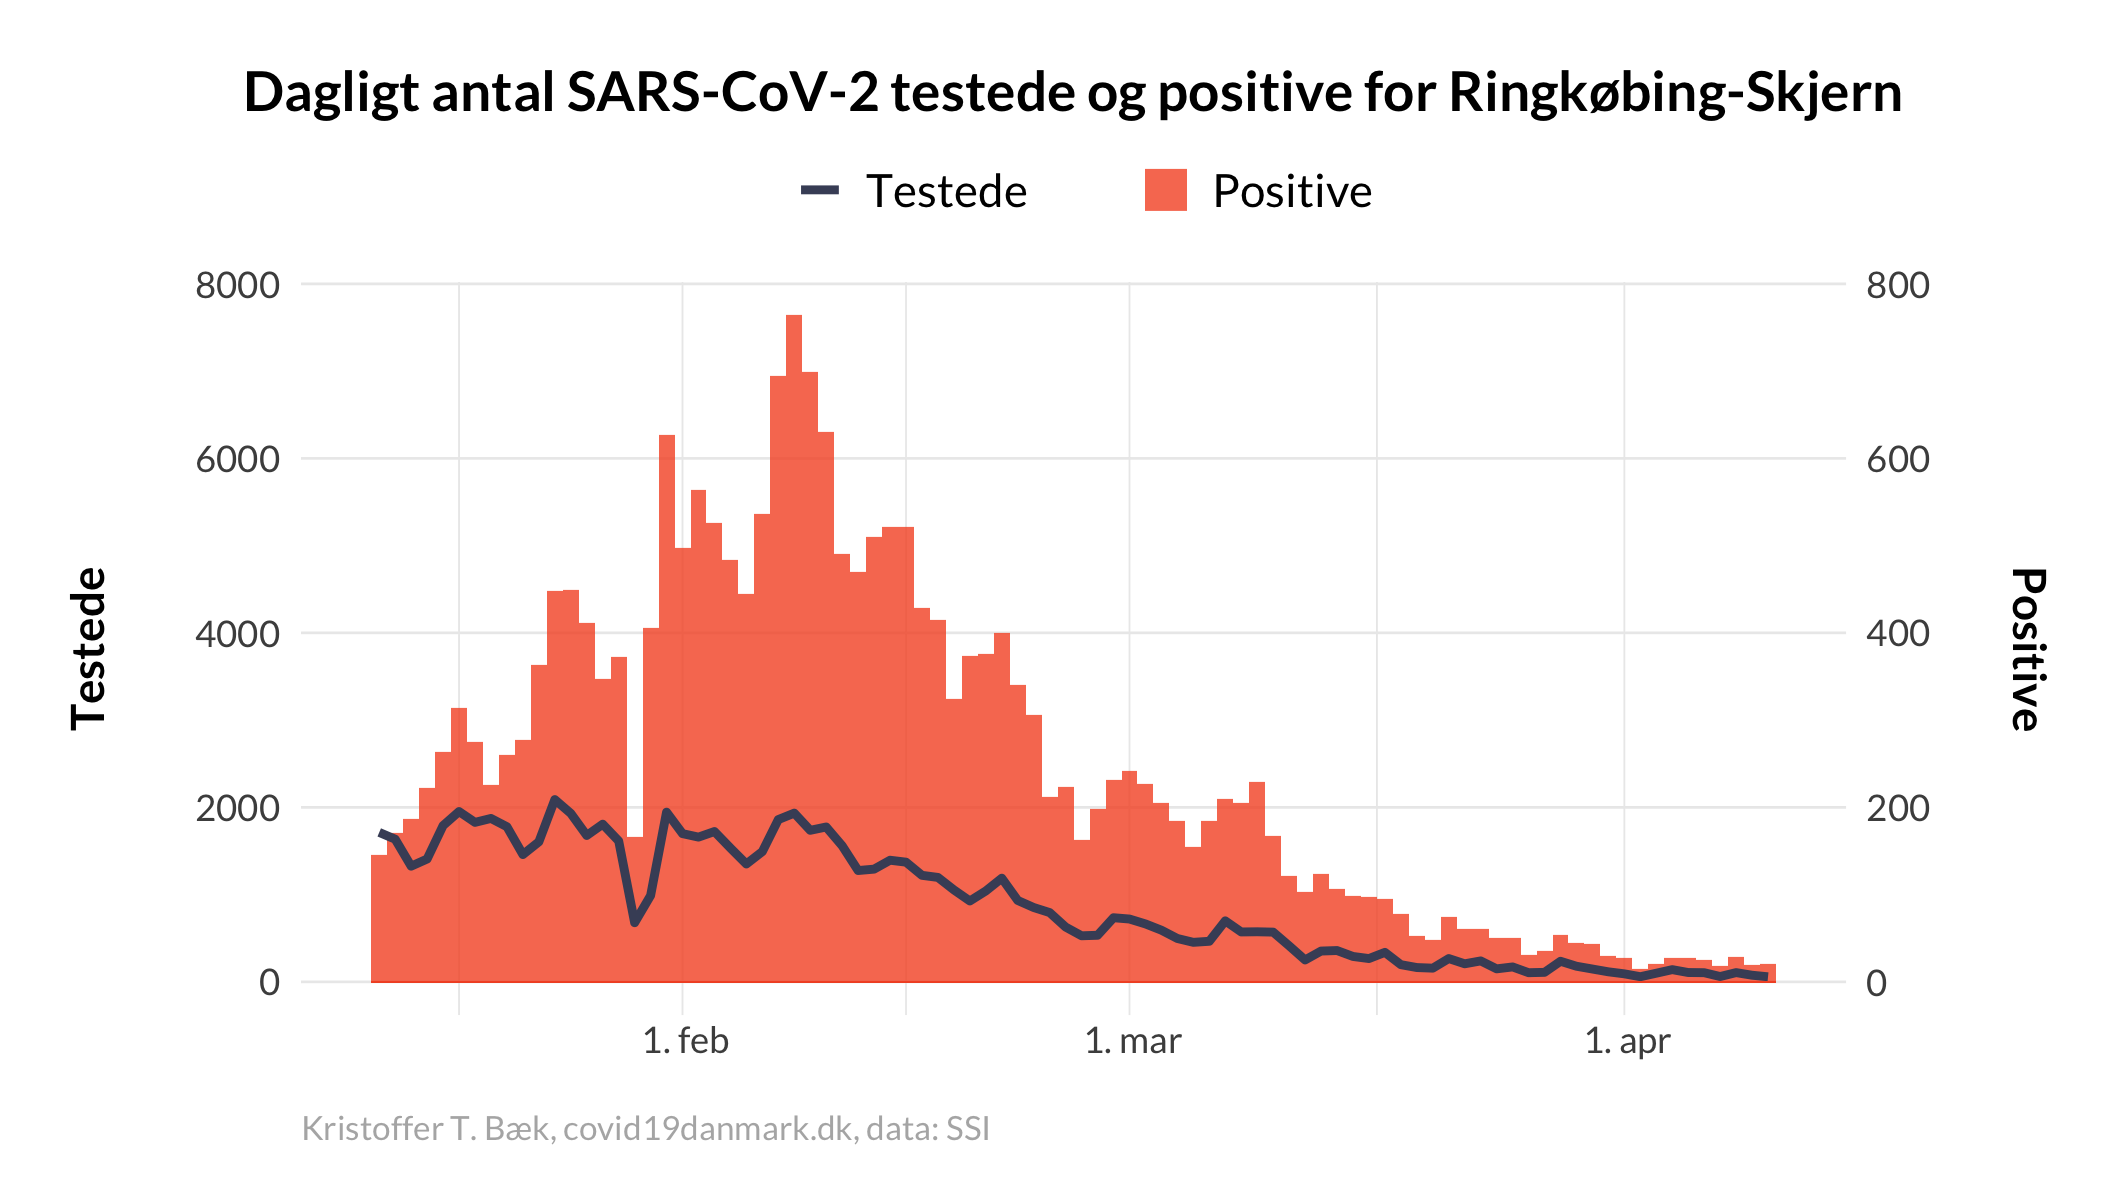 Dagligt antal SARS-CoV-2 testede og positive for Ringkøbing-Skjern
Testede
Positive
8000
6000
4000
2000
0
Testede
800
600
400
200
0
Positive
1. feb
1. mar
1. apr
Kristoffer T. Bæk, covid19danmark.dk, data: SSI